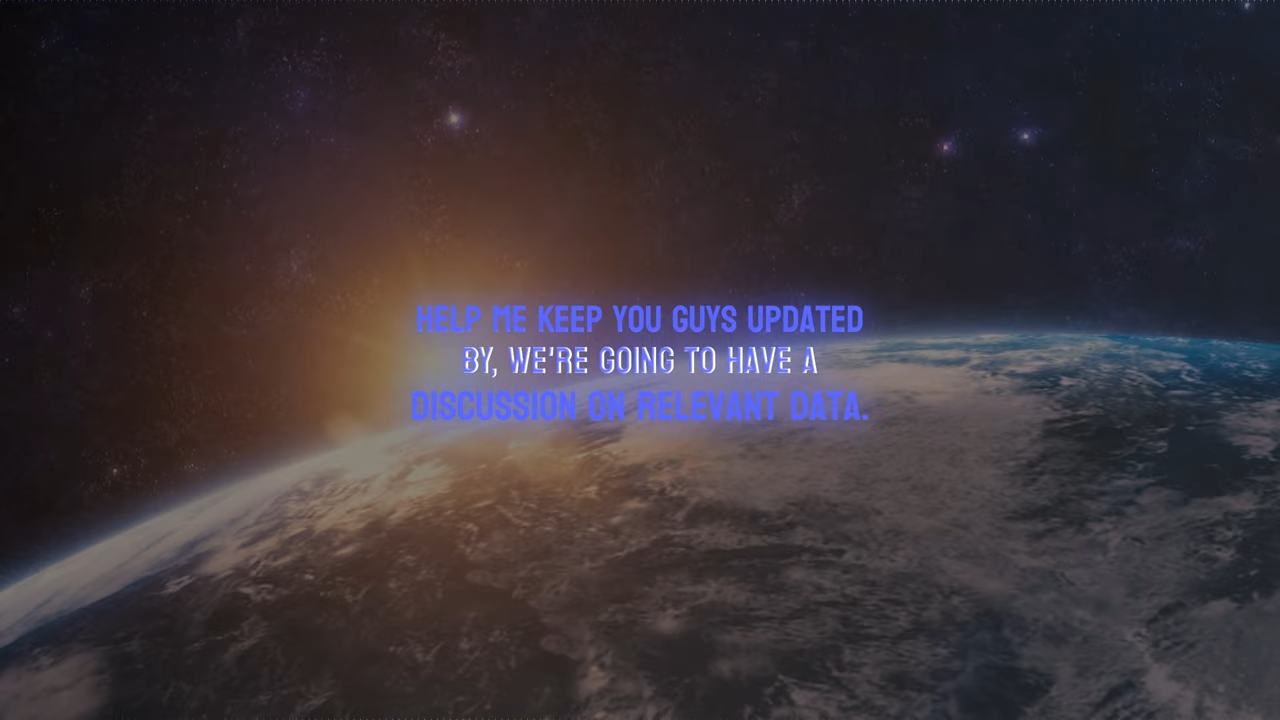 HELP ME KEEP YOU GUYS UPDATED
BY, WE'RE GOING TO HAVE A
DISCUSSION ON RELEVANT DATA.